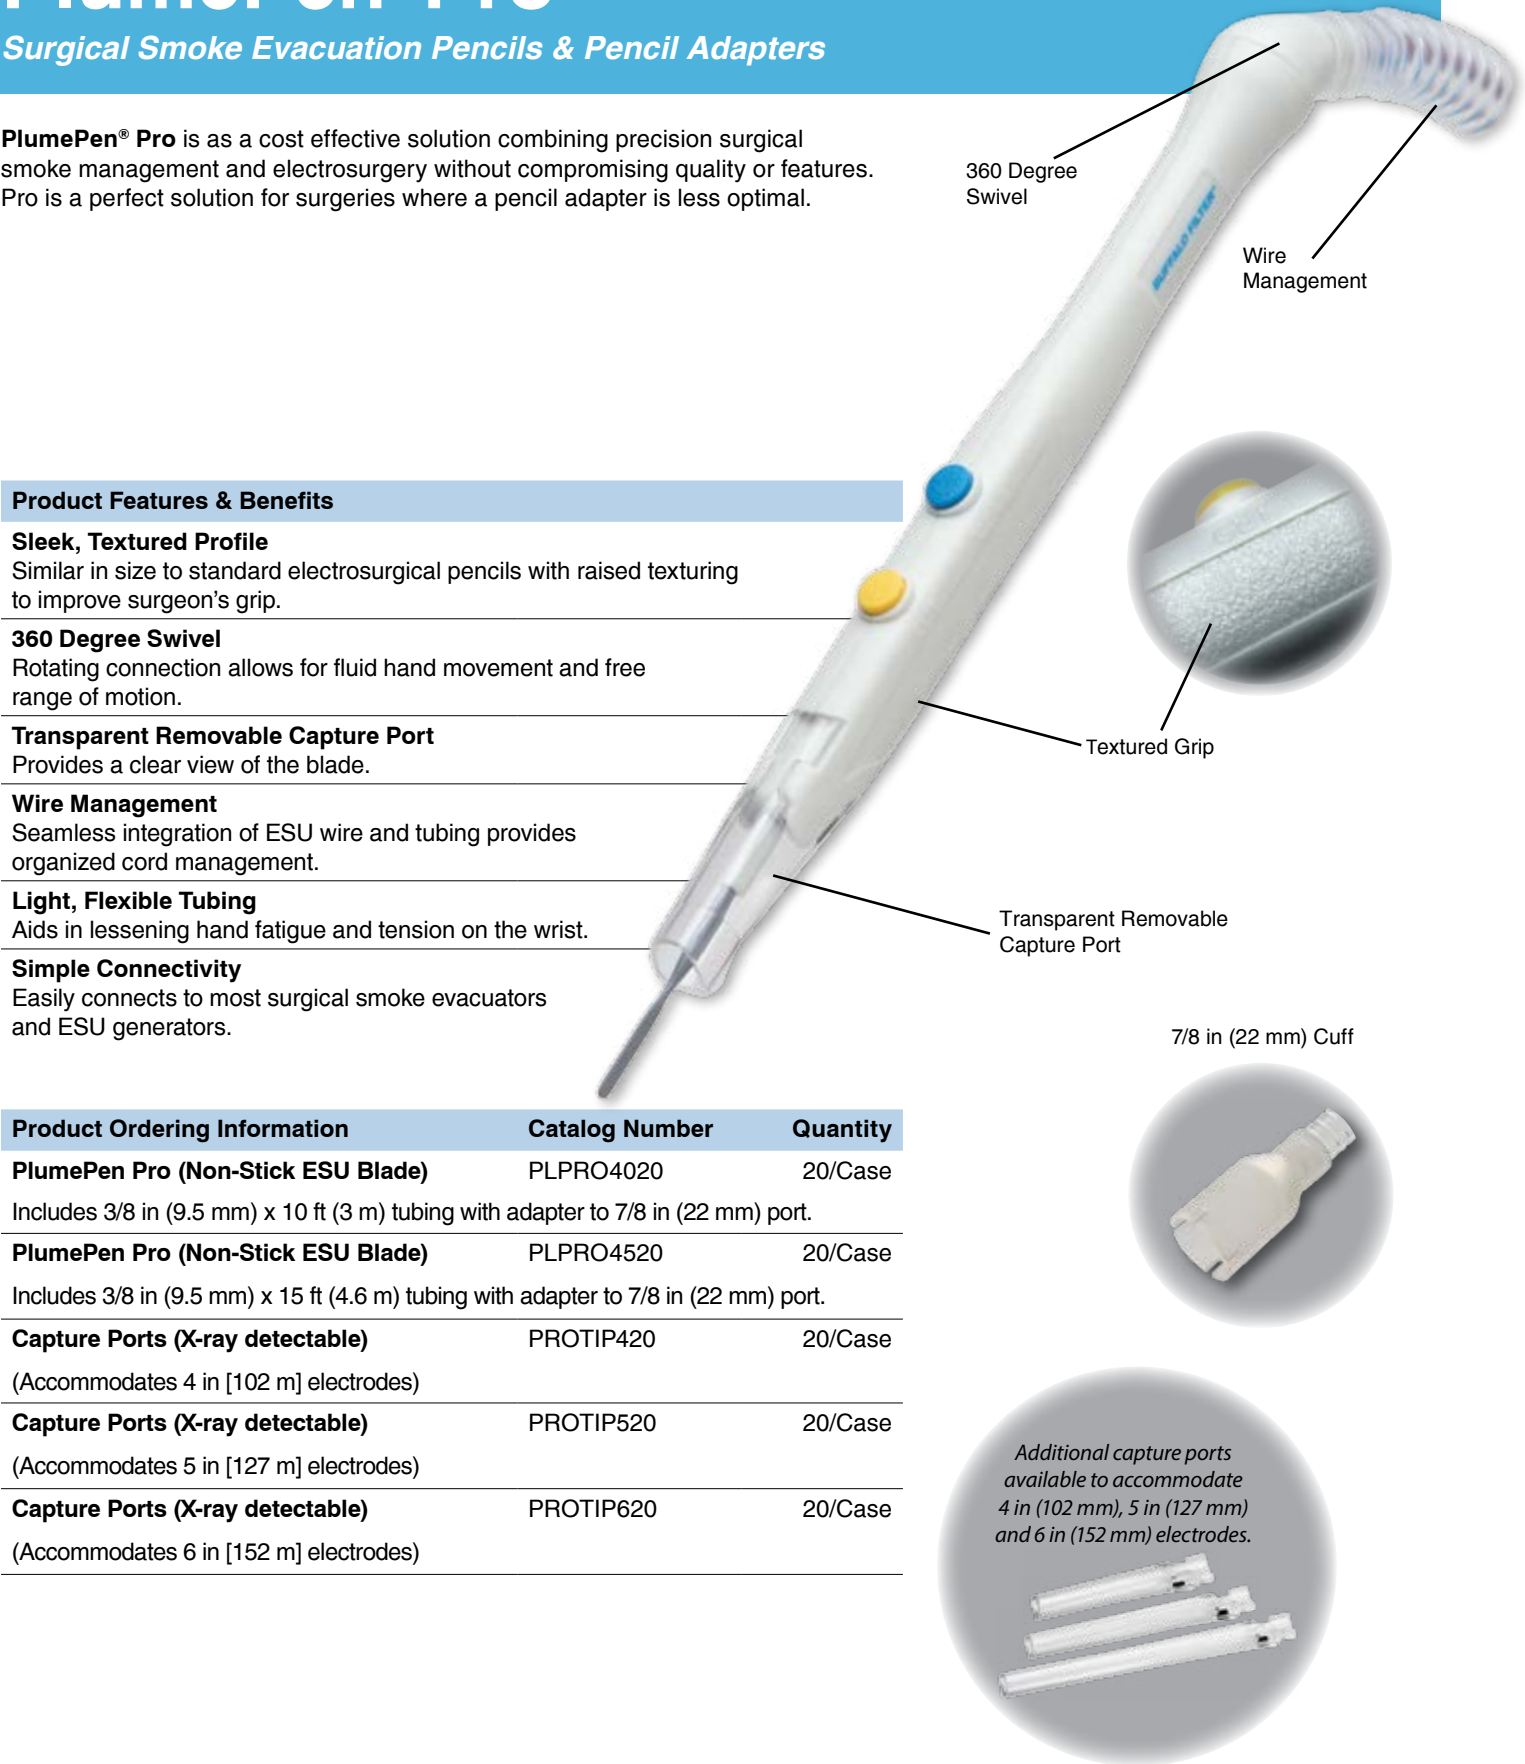 PlumePen Pro
Surgical Smoke Evacuation Pencils & Pencil Adapters
PlumePen® Pro is as a cost effective solution combining precision surgical
smoke management and electrosurgery without compromising quality or features.
Pro is a perfect solution for surgeries where a pencil adapter is less optimal.
360 Degree
Swivel
Wire
Management
BUFFALO FILTER
Product Features & Benefits
Sleek, Textured Profile
Similar in size to standard electrosurgical pencils with raised texturing
to improve surgeon’s grip.
360 Degree Swivel
Rotating connection allows for fluid hand movement and free
range of motion.
Transparent Removable Capture Port
Provides a clear view of the blade.
Wire Management
Seamless integration of ESU wire and tubing provides
organized cord management.
Light, Flexible Tubing
Aids in lessening hand fatigue and tension on the wrist.
Simple Connectivity
Easily connects to most surgical smoke evacuators
and ESU generators.
Textured Grip
Transparent Removable
Capture Port
7/8 in (22 mm) Cuff
Product Ordering Information Catalog Number Quantity
PlumePen Pro (Non-Stick ESU Blade) PLPRO4020 20/Case
Includes 3/8 in (9.5 mm) x 10 ft (3 m) tubing with adapter to 7/8 in (22 mm) port.
PlumePen Pro (Non-Stick ESU Blade) PLPRO4520 20/Case
Includes 3/8 in (9.5 mm) x 15 ft (4.6 m) tubing with adapter to 7/8 in (22 mm) port.
Capture Ports (X-ray detectable) PROTIP420 20/Case
(Accommodates 4 in [102 m] electrodes)
Capture Ports (X-ray detectable) PROTIP520 20/Case
(Accommodates 5 in [127 m] electrodes)
Capture Ports (X-ray detectable) PROTIP620 20/Case
(Accommodates 6 in [152 m] electrodes)
Additional capture ports
available to accommodate
4 in (102 mm), 5 in (127 mm)
and 6 in (152 mm) electrodes.